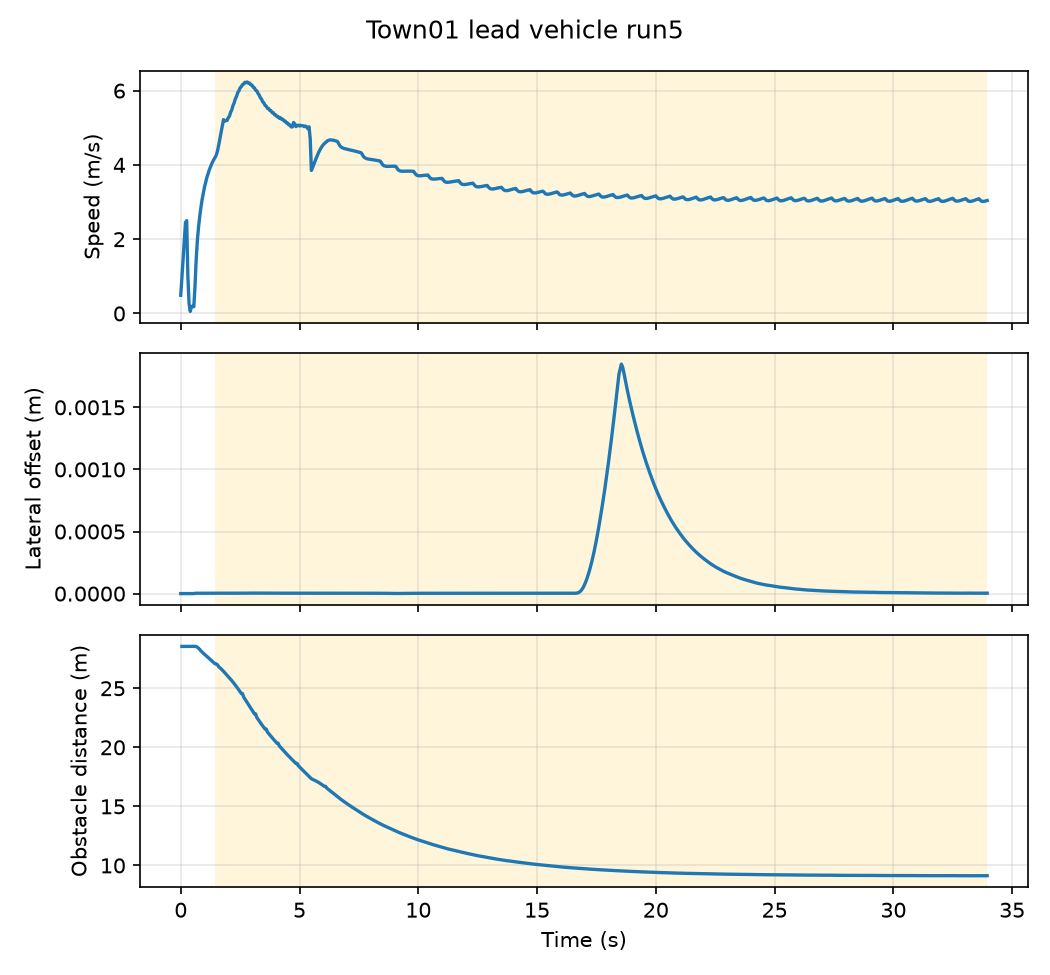 Town01 lead vehicle run5
Speed (m/s)
6
4
2
0
Lateral offset (m)
0.0015
0.0010
0.0005
0.0000
Obstacle distance (m)
25
20
15
10
0 5 10 15 20 25 30 35
Time (s)